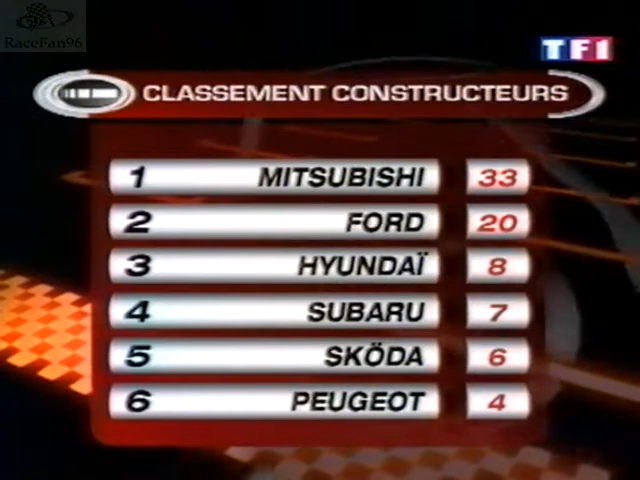 RaceFan96
TF1
CLASSEMENT CONSTRUCTEURS
1 MITSUBISHI 33
2 FORD 20
3 HYUNDAÏ 8
4 SUBARU 7
5 SKÖDA 6
6 PEUGEOT 4